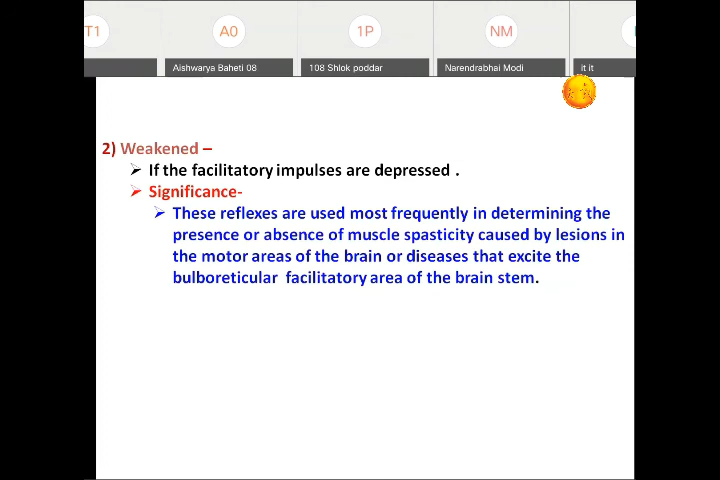 T1
A0
1P
NM
Aishwarya Baheti 08
108 Shlok poddar
Narendrabhai Modi
it it
2) Weakened –
➢ If the facilitatory impulses are depressed .
➢ Significance-
➢ These reflexes are used most frequently in determining the
presence or absence of muscle spasticity caused by lesions in
the motor areas of the brain or diseases that excite the
bulboreticular facilitatory area of the brain stem.